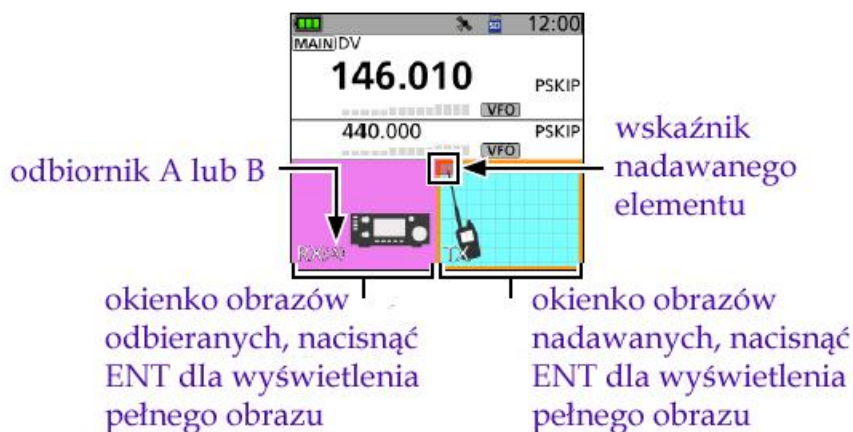 12:00
MAIN DV
146.010 PSKIP
VFO
440.000 PSKIP
VFO
odbiornik A lub B
wskaźnik
nadawanego
elementu
RX(A)
TX
okienko obrazów
odbieranych, nacisnąć
ENT dla wyświetlenia
pełnego obrazu
okienko obrazów
nadawanych, nacisnąć
ENT dla wyświetlenia
pełnego obrazu